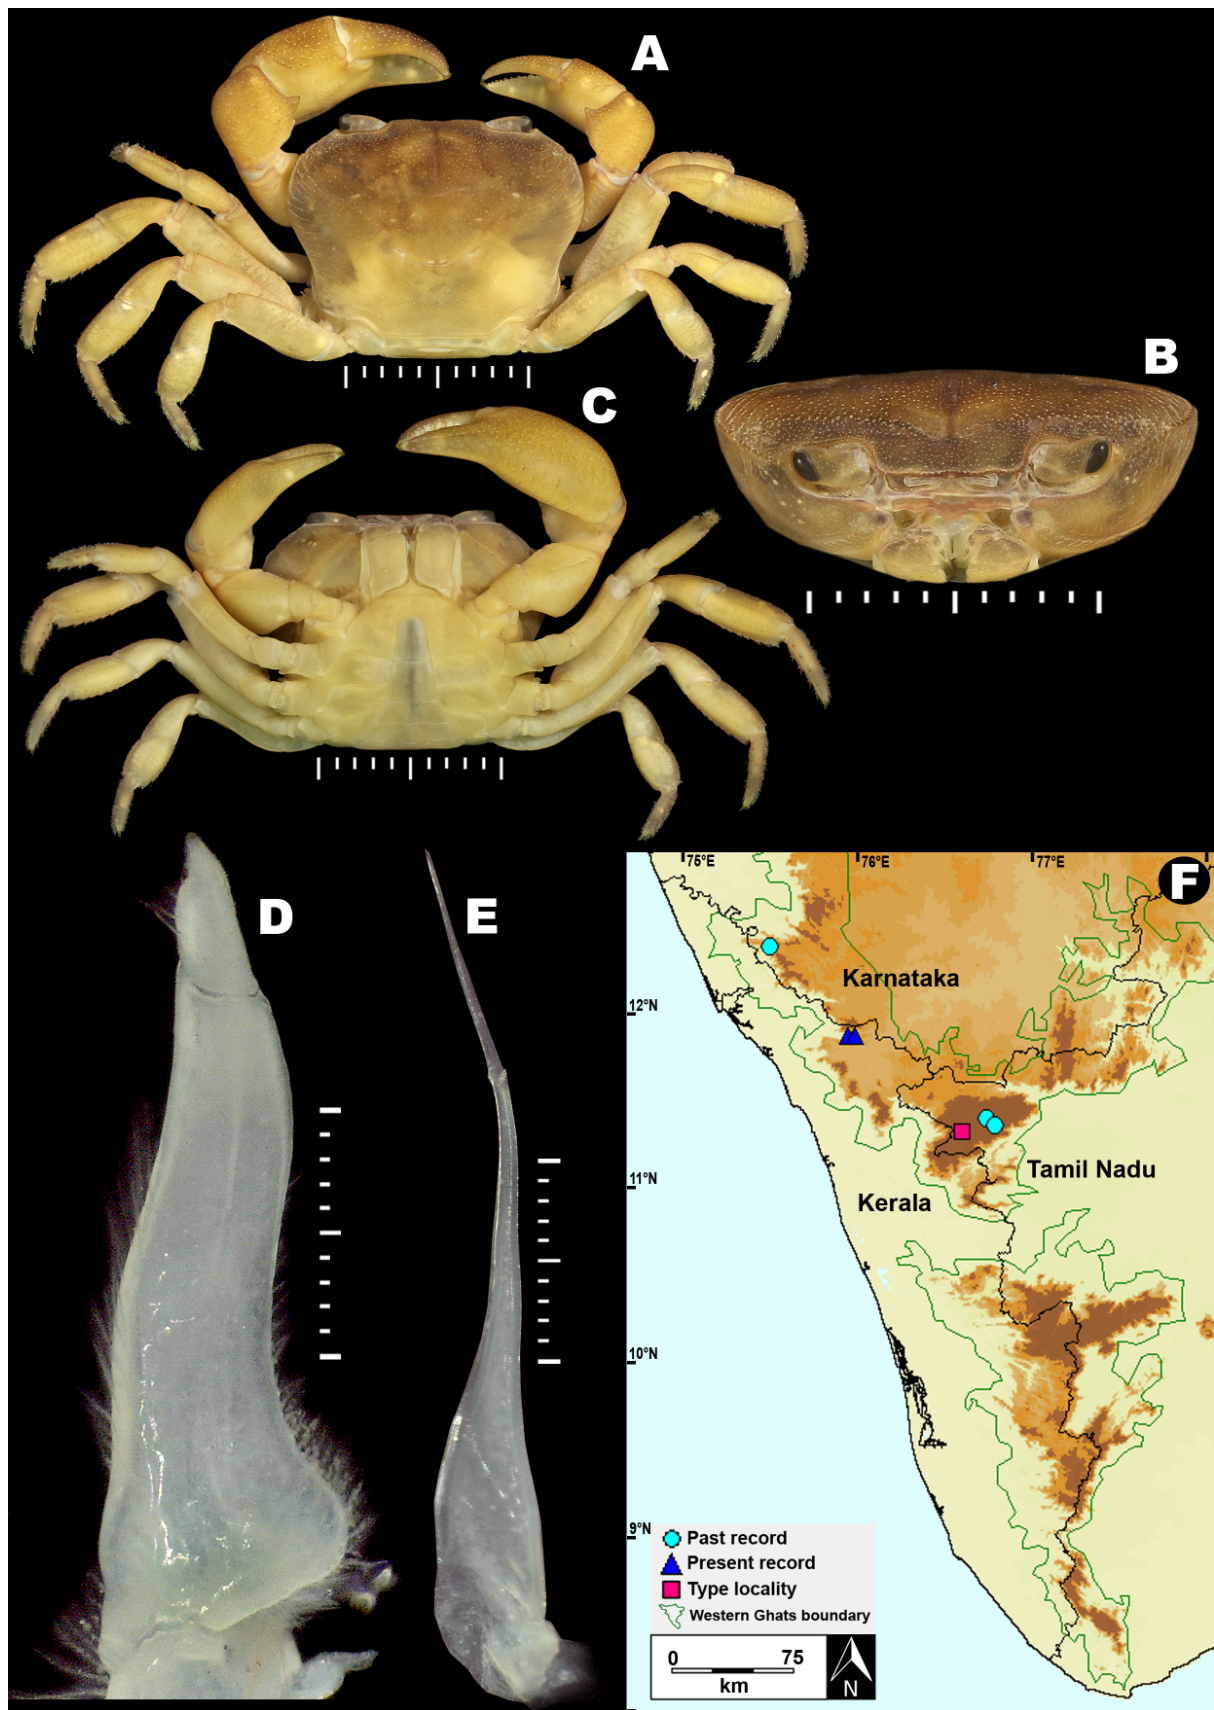 A
B
C
D
E
F
75°E
76°E
77°E
Karnataka
12°N
Tamil Nadu
11°N
Kerala
10°N
9°N
Past record
Present record
Type locality
Western Ghats boundary
0 75
km
N